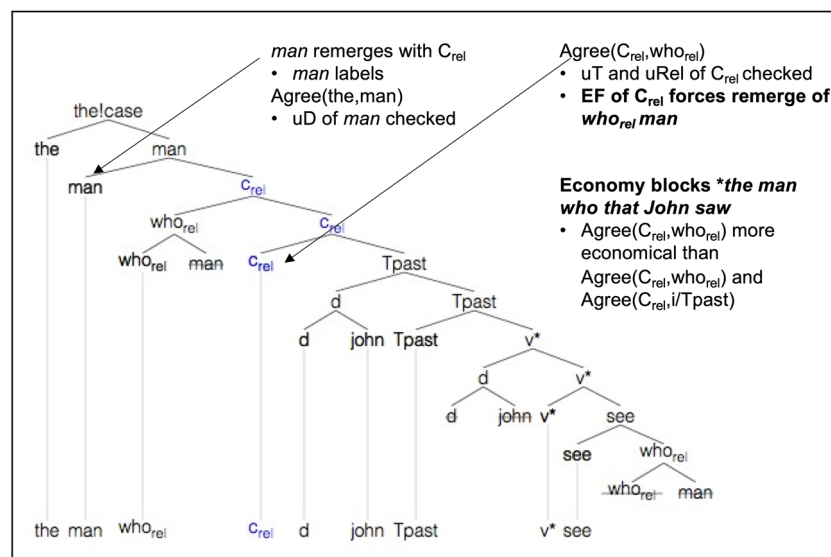 man remerges with Crel
• man labels
Agree(the,man)
• uD of man checked
Agree(Crel,whorel)
• uT and uRel of Crel checked
• EF of Crel forces remerge of
whorel man
Economy blocks *the man
who that John saw
• Agree(Crel,whorel) more
economical than
Agree(Crel,whorel) and
Agree(Crel,i/Tpast)
the!case
the man
man crel
whorel crel
whorel man crel Tpast
d Tpast
d john Tpast v*
d v*
d john v* see
see whorel
whorel man
the man whorel crel d john Tpast v* see